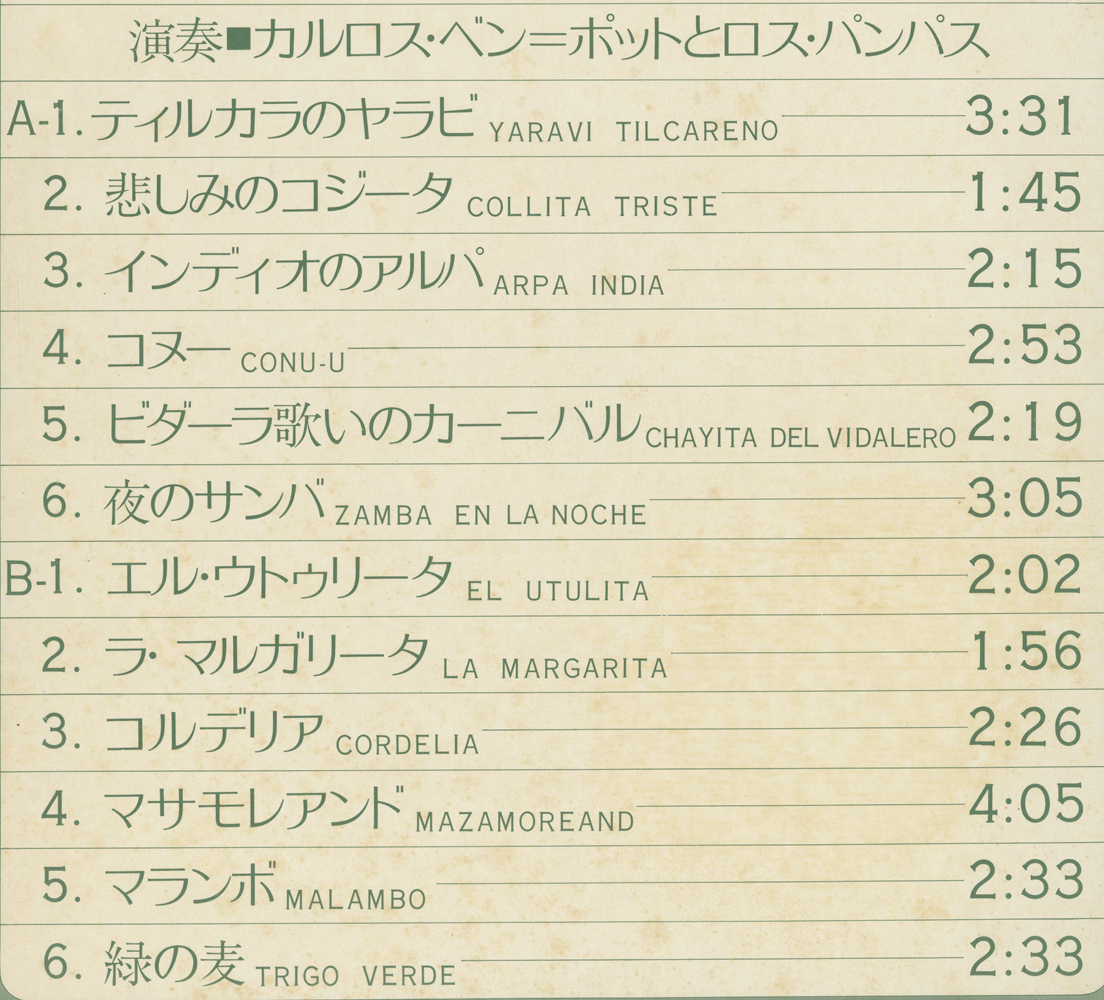 演奏■カルロス・ベン＝ポットとロス・パンパス
A-1. ティルカラのヤラビ YARAVI TILCARENO 3:31
2. 悲しみのコジータ COLLITA TRISTE 1:45
3. インディオのアルパ ARPA INDIA 2:15
4. コヌー CONU-U 2:53
5. ビダーラ歌いのカーニバル CHAYITA DEL VIDALERO 2:19
6. 夜のサンバ ZAMBA EN LA NOCHE 3:05
B-1. エル・ウトゥリータ EL UTULITA 2:02
2. ラ・マルガリータ LA MARGARITA 1:56
3. コルデリア CORDELIA 2:26
4. マサモレアンド MAZAMOREAND 4:05
5. マランボ MALAMBO 2:33
6. 緑の麦 TRIGO VERDE 2:33